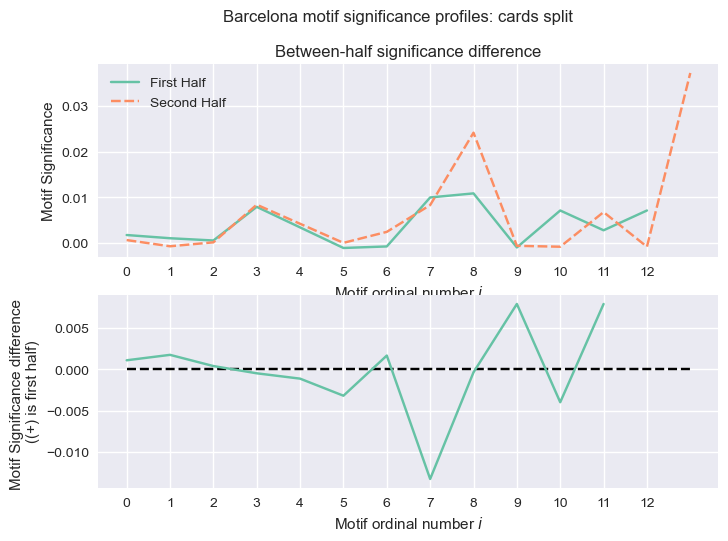 Barcelona motif significance profiles: cards split
Between-half significance difference
First Half
Second Half
Motif Significance
0.03
0.02
0.01
0.00
0 1 2 3 4 5 6 7 8 9 10 11 12
Motif ordinal number i
Motif Significance difference
((+) is first half)
0.005
0.000
−0.005
−0.010
0 1 2 3 4 5 6 7 8 9 10 11 12
Motif ordinal number i